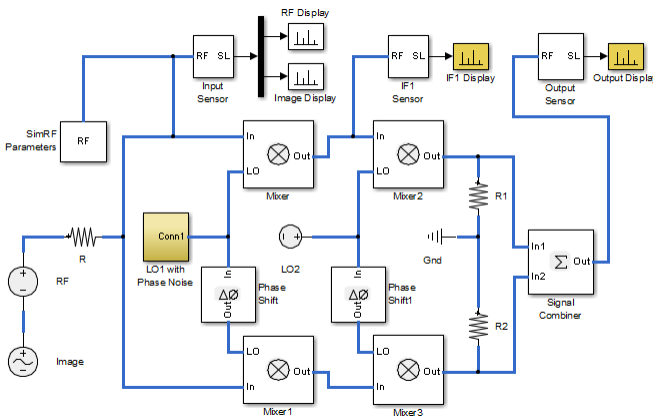 RF Display
RF SL
Input
Sensor
Image Display
RF SL
IF1
Sensor
IF1 Display
RF SL
Output
Sensor
Output Display
SimRF
Parameters
RF
In
LO
Out
Mixer
In
LO
Out
Mixer2
R
Conn1
LO1 with
Phase Noise
LO2
Gnd
R1
RF
In
ΔØ
Out
Phase
Shift
In
ΔØ
Out
Phase
Shift1
In1
In2
Σ
Out
Signal
Combiner
R2
Image
LO
In
Out
Mixer1
LO
In
Out
Mixer3